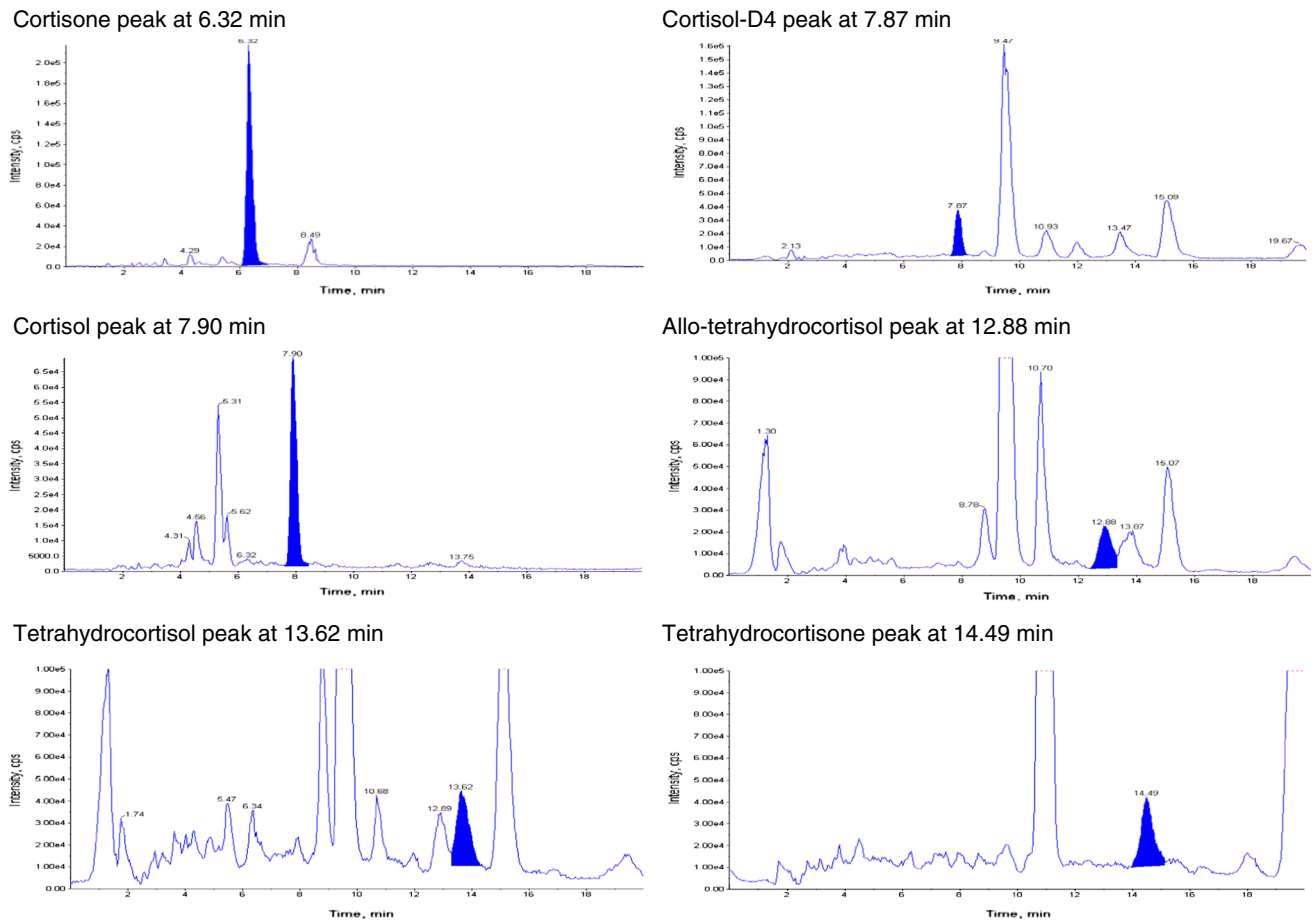 Cortisone peak at 6.32 min
Intensity, cps
2.0e5
1.8e5
1.6e5
1.4e5
1.2e5
1.0e5
8.0e4
6.0e4
4.0e4
2.0e4
0.0
6.32
4.29
8.49
2 4 6 8 10 12 14 16 18
Time, min
Cortisol-D4 peak at 7.87 min
Intensity, cps
1.6e5
1.5e5
1.4e5
1.3e5
1.2e5
1.1e5
1.0e5
9.0e4
8.0e4
7.0e4
6.0e4
5.0e4
4.0e4
3.0e4
2.0e4
1.0e4
0.0
2.13
7.87
9.47
10.93
13.47
15.09
19.67
2 4 6 8 10 12 14 16 18
Time, min
Cortisol peak at 7.90 min
Intensity, cps
6.5e4
6.0e4
5.5e4
5.0e4
4.5e4
4.0e4
3.5e4
3.0e4
2.5e4
2.0e4
1.5e4
1.0e4
5000.0
0.0
4.31
4.56
5.31
5.62
6.32
7.90
13.75
2 4 6 8 10 12 14 16 18
Time, min
Allo-tetrahydrocortisol peak at 12.88 min
Intensity, cps
1.00e5
9.00e4
8.00e4
7.00e4
6.00e4
5.00e4
4.00e4
3.00e4
2.00e4
1.00e4
0.00
1.30
8.78
10.70
12.88
13.87
15.07
2 4 6 8 10 12 14 16 18
Time, min
Tetrahydrocortisol peak at 13.62 min
Intensity, cps
1.00e5
9.00e4
8.00e4
7.00e4
6.00e4
5.00e4
4.00e4
3.00e4
2.00e4
1.00e4
0.00
1.74
5.47
6.34
10.68
12.89
13.62
2 4 6 8 10 12 14 16 18
Time, min
Tetrahydrocortisone peak at 14.49 min
Intensity, cps
1.00e5
9.00e4
8.00e4
7.00e4
6.00e4
5.00e4
4.00e4
3.00e4
2.00e4
1.00e4
0.00
14.49
2 4 6 8 10 12 14 16 18
Time, min